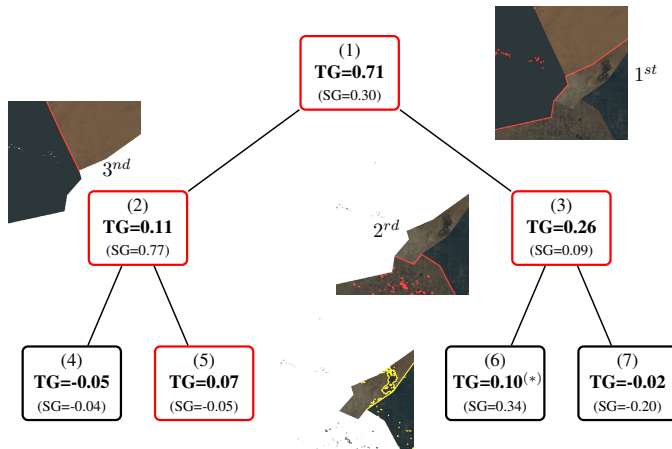 (1)
TG=0.71
(SG=0.30)
1st
3nd
(2)
TG=0.11
(SG=0.77)
2rd
(3)
TG=0.26
(SG=0.09)
(4)
TG=-0.05
(SG=-0.04)
(5)
TG=0.07
(SG=-0.05)
(6)
TG=0.10(*)
(SG=0.34)
(7)
TG=-0.02
(SG=-0.20)